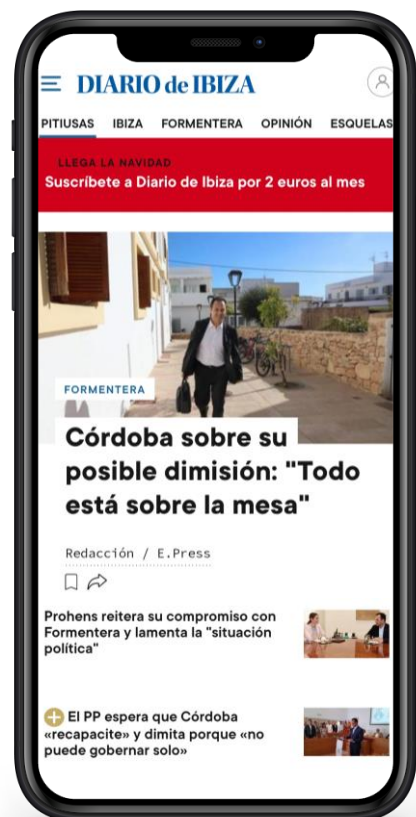 DIARIO de IBIZA
PITIUSAS IBIZA FORMENTERA OPINIÓN ESQUELAS
LLEGA LA NAVIDAD
Suscríbete a Diario de Ibiza por 2 euros al mes
FORMENTERA
Córdoba sobre su
posible dimisión: "Todo
está sobre la mesa"
Redacción / E.Press
Prohens reitera su compromiso con
Formentera y lamenta la "situación
política"
El PP espera que Córdoba
«recapacite» y dimita porque «no
puede gobernar solo»